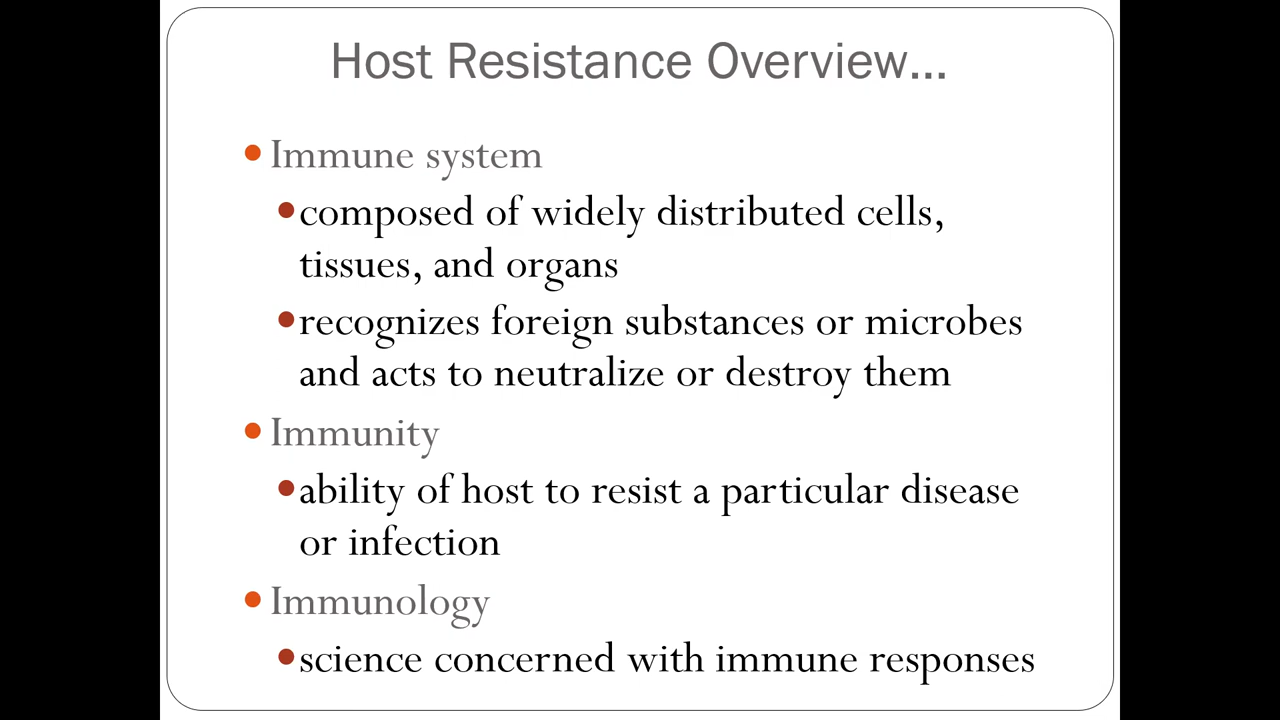 Host Resistance Overview...
• Immune system
• composed of widely distributed cells,
tissues, and organs
• recognizes foreign substances or microbes
and acts to neutralize or destroy them
• Immunity
• ability of host to resist a particular disease
or infection
• Immunology
• science concerned with immune responses